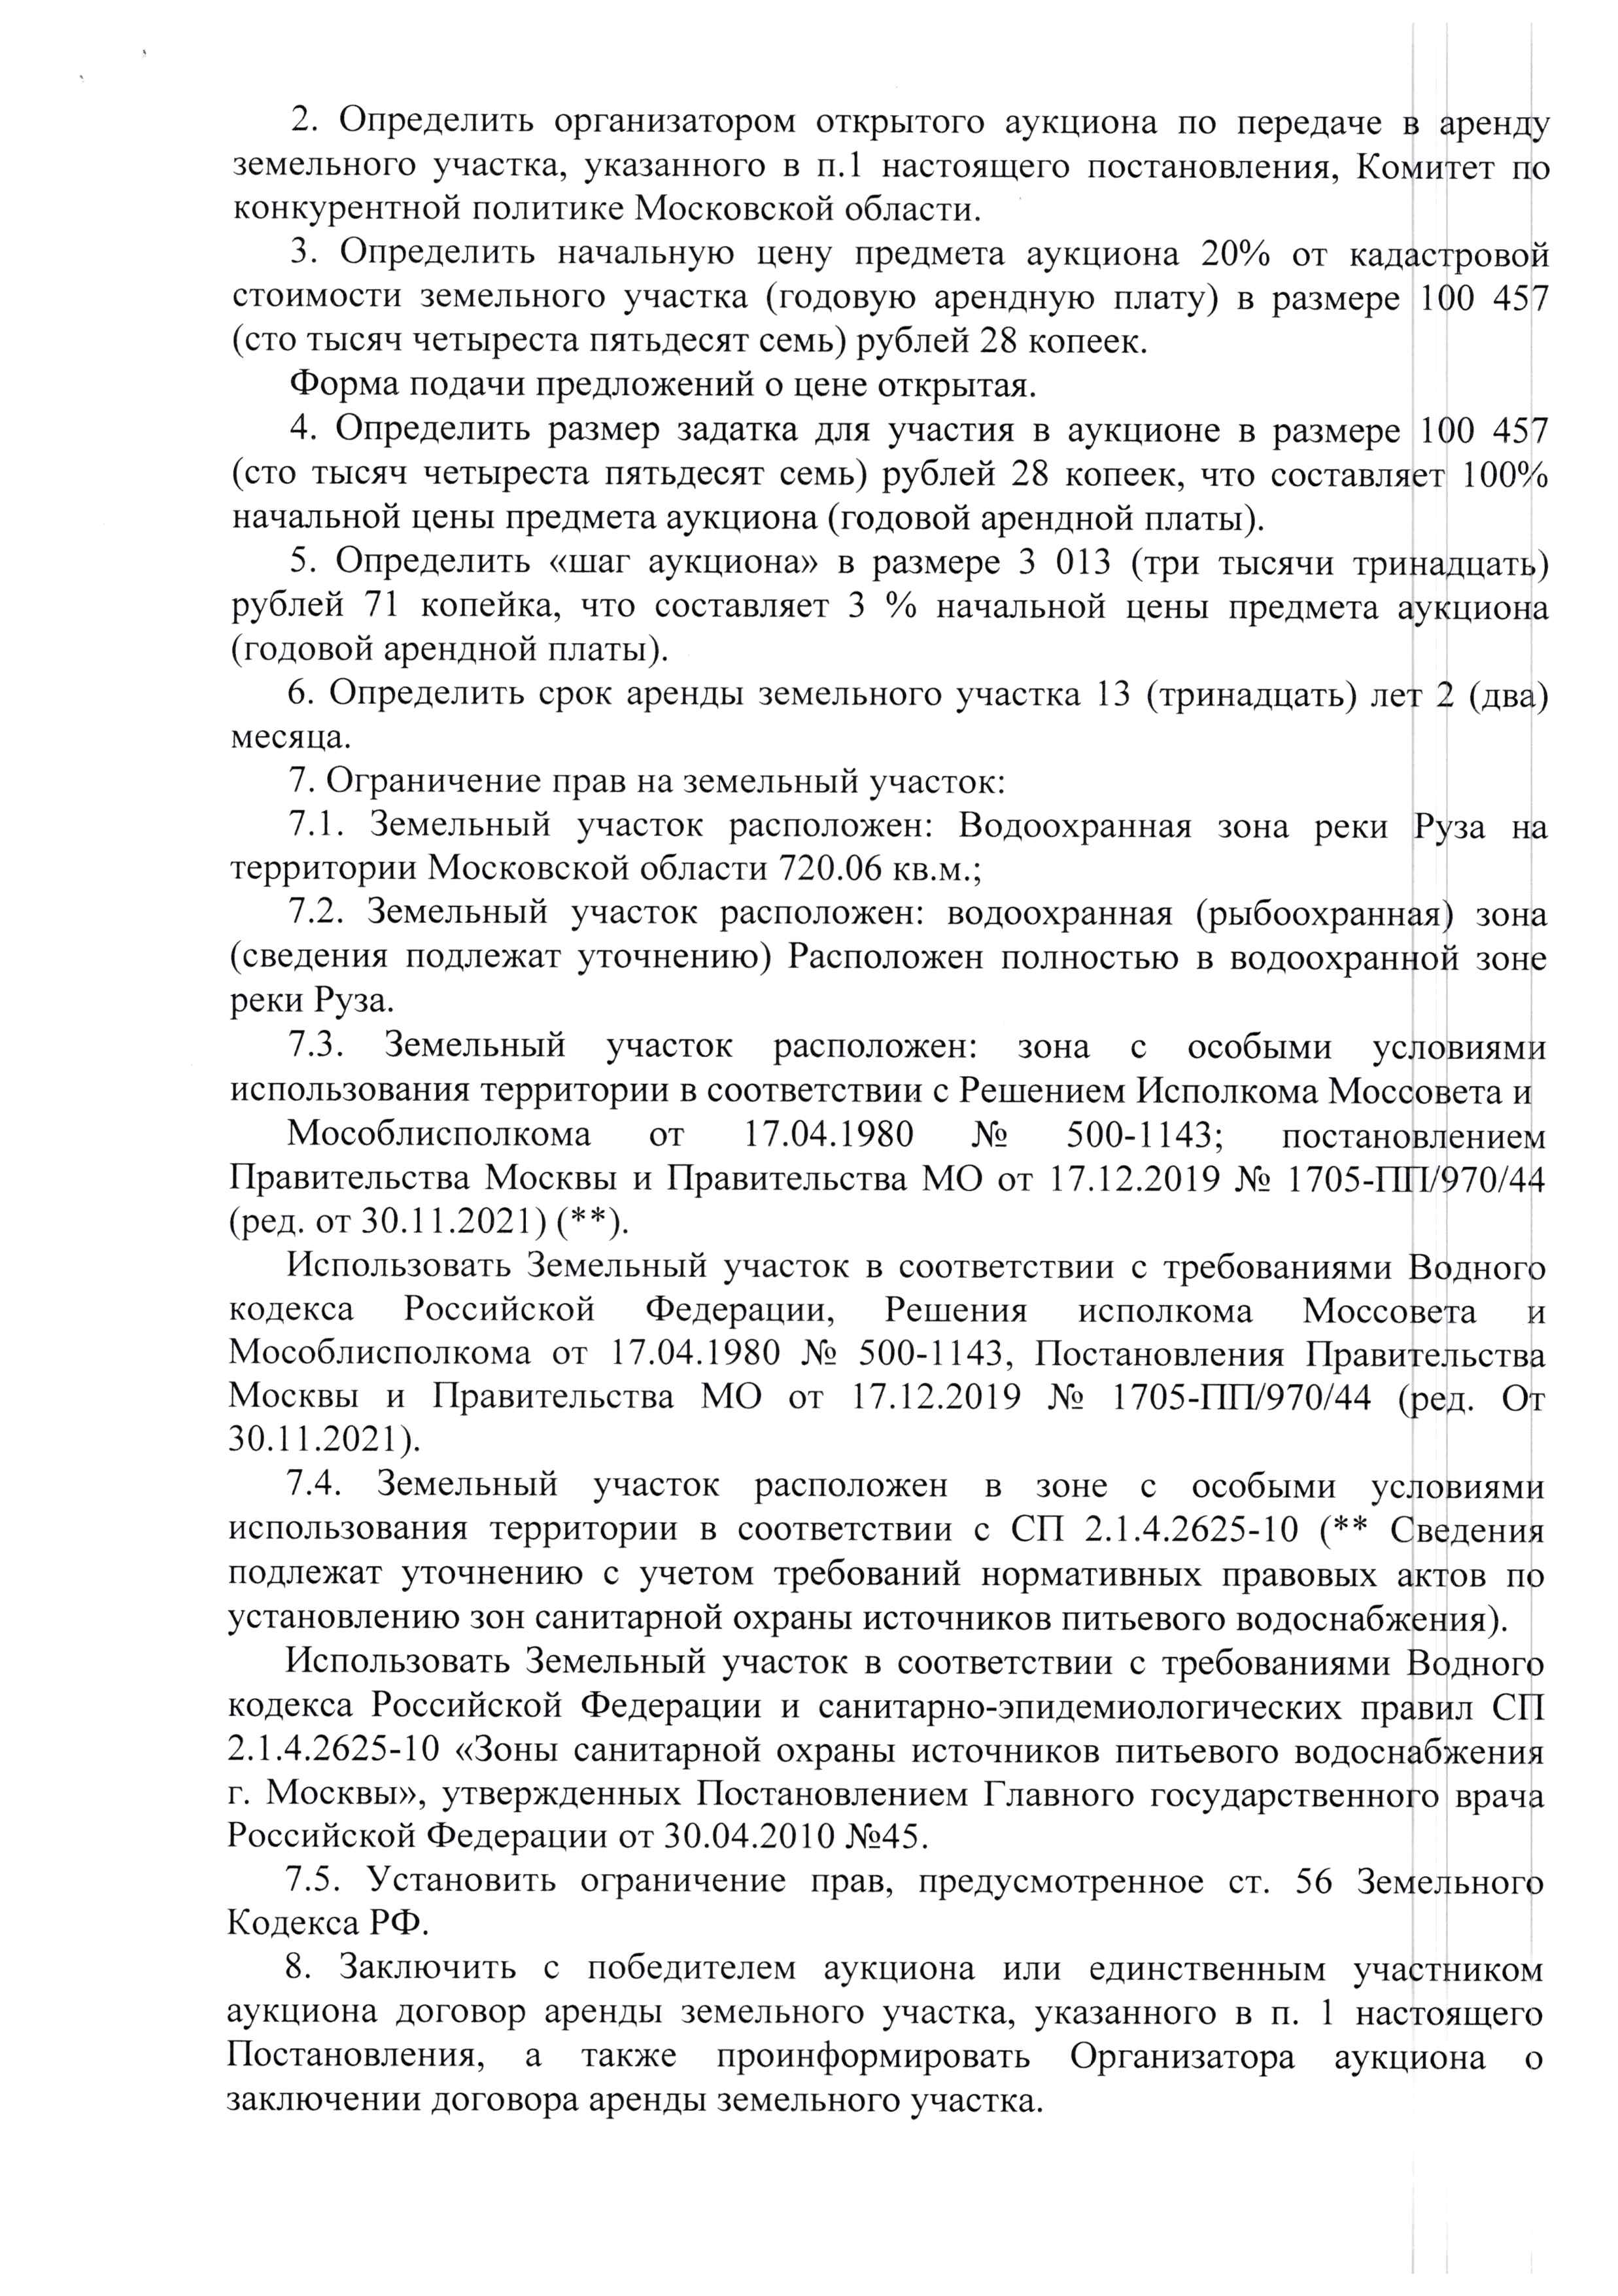 2. Определить организатором открытого аукциона по передаче в аренду
земельного участка, указанного в п.1 настоящего постановления, Комитет по
конкурентной политике Московской области.
3. Определить начальную цену предмета аукциона 20% от кадастровой
стоимости земельного участка (годовую арендную плату) в размере 100 457
(сто тысяч четыреста пятьдесят семь) рублей 28 копеек.
Форма подачи предложений о цене открытая.
4. Определить размер задатка для участия в аукционе в размере 100 457
(сто тысяч четыреста пятьдесят семь) рублей 28 копеек, что составляет 100%
начальной цены предмета аукциона (годовой арендной платы).
5. Определить «шаг аукциона» в размере 3 013 (три тысячи тринадцать)
рублей 71 копейка, что составляет 3 % начальной цены предмета аукциона
(годовой арендной платы).
6. Определить срок аренды земельного участка 13 (тринадцать) лет 2 (два)
месяца.
7. Ограничение прав на земельный участок:
7.1. Земельный участок расположен: Водоохранная зона реки Руза на
территории Московской области 720.06 кв.м.;
7.2. Земельный участок расположен: водоохранная (рыбоохранная) зона
(сведения подлежат уточнению) Расположен полностью в водоохранной зоне
реки Руза.
7.3. Земельный участок расположен: зона с особыми условиями
использования территории в соответствии с Решением Исполкома Моссовета и
Мособлисполкома от 17.04.1980 № 500-1143; постановлением
Правительства Москвы и Правительства МО от 17.12.2019 № 1705-ПП/970/44
(ред. от 30.11.2021) (**).
Использовать Земельный участок в соответствии с требованиями Водного
кодекса Российской Федерации, Решения исполкома Моссовета и
Мособлисполкома от 17.04.1980 № 500-1143, Постановления Правительства
Москвы и Правительства МО от 17.12.2019 № 1705-ПП/970/44 (ред. От
30.11.2021).
7.4. Земельный участок расположен в зоне с особыми условиями
использования территории в соответствии с СП 2.1.4.2625-10 (** Сведения
подлежат уточнению с учетом требований нормативных правовых актов по
установлению зон санитарной охраны источников питьевого водоснабжения).
Использовать Земельный участок в соответствии с требованиями Водного
кодекса Российской Федерации и санитарно-эпидемиологических правил СП
2.1.4.2625-10 «Зоны санитарной охраны источников питьевого водоснабжения
г. Москвы», утвержденных Постановлением Главного государственного врача
Российской Федерации от 30.04.2010 №45.
7.5. Установить ограничение прав, предусмотренное ст. 56 Земельного
Кодекса РФ.
8. Заключить с победителем аукциона или единственным участником
аукциона договор аренды земельного участка, указанного в п. 1 настоящего
Постановления, а также проинформировать Организатора аукциона о
заключении договора аренды земельного участка.